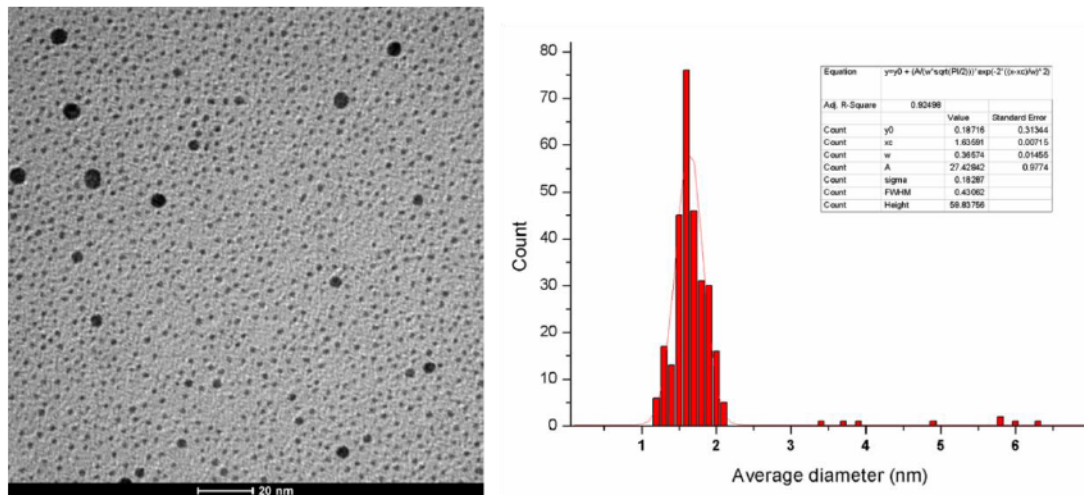 20 nm
80
70
60
50
40
30
20
10
0
Count
1 2 3 4 5 6
Average diameter (nm)
Equation y=y0 + (A/(w*sqrt(PI/2)))*exp(-2*((x-xc)/w)^2)
Adj. R-Square 0.92498
Value Standard Error
Count y0 0.18716 0.31344
Count xc 1.63591 0.00715
Count w 0.36574 0.01455
Count A 27.42942 0.9774
Count sigma 0.18287
Count FWHM 0.43062
Count Height 59.83756